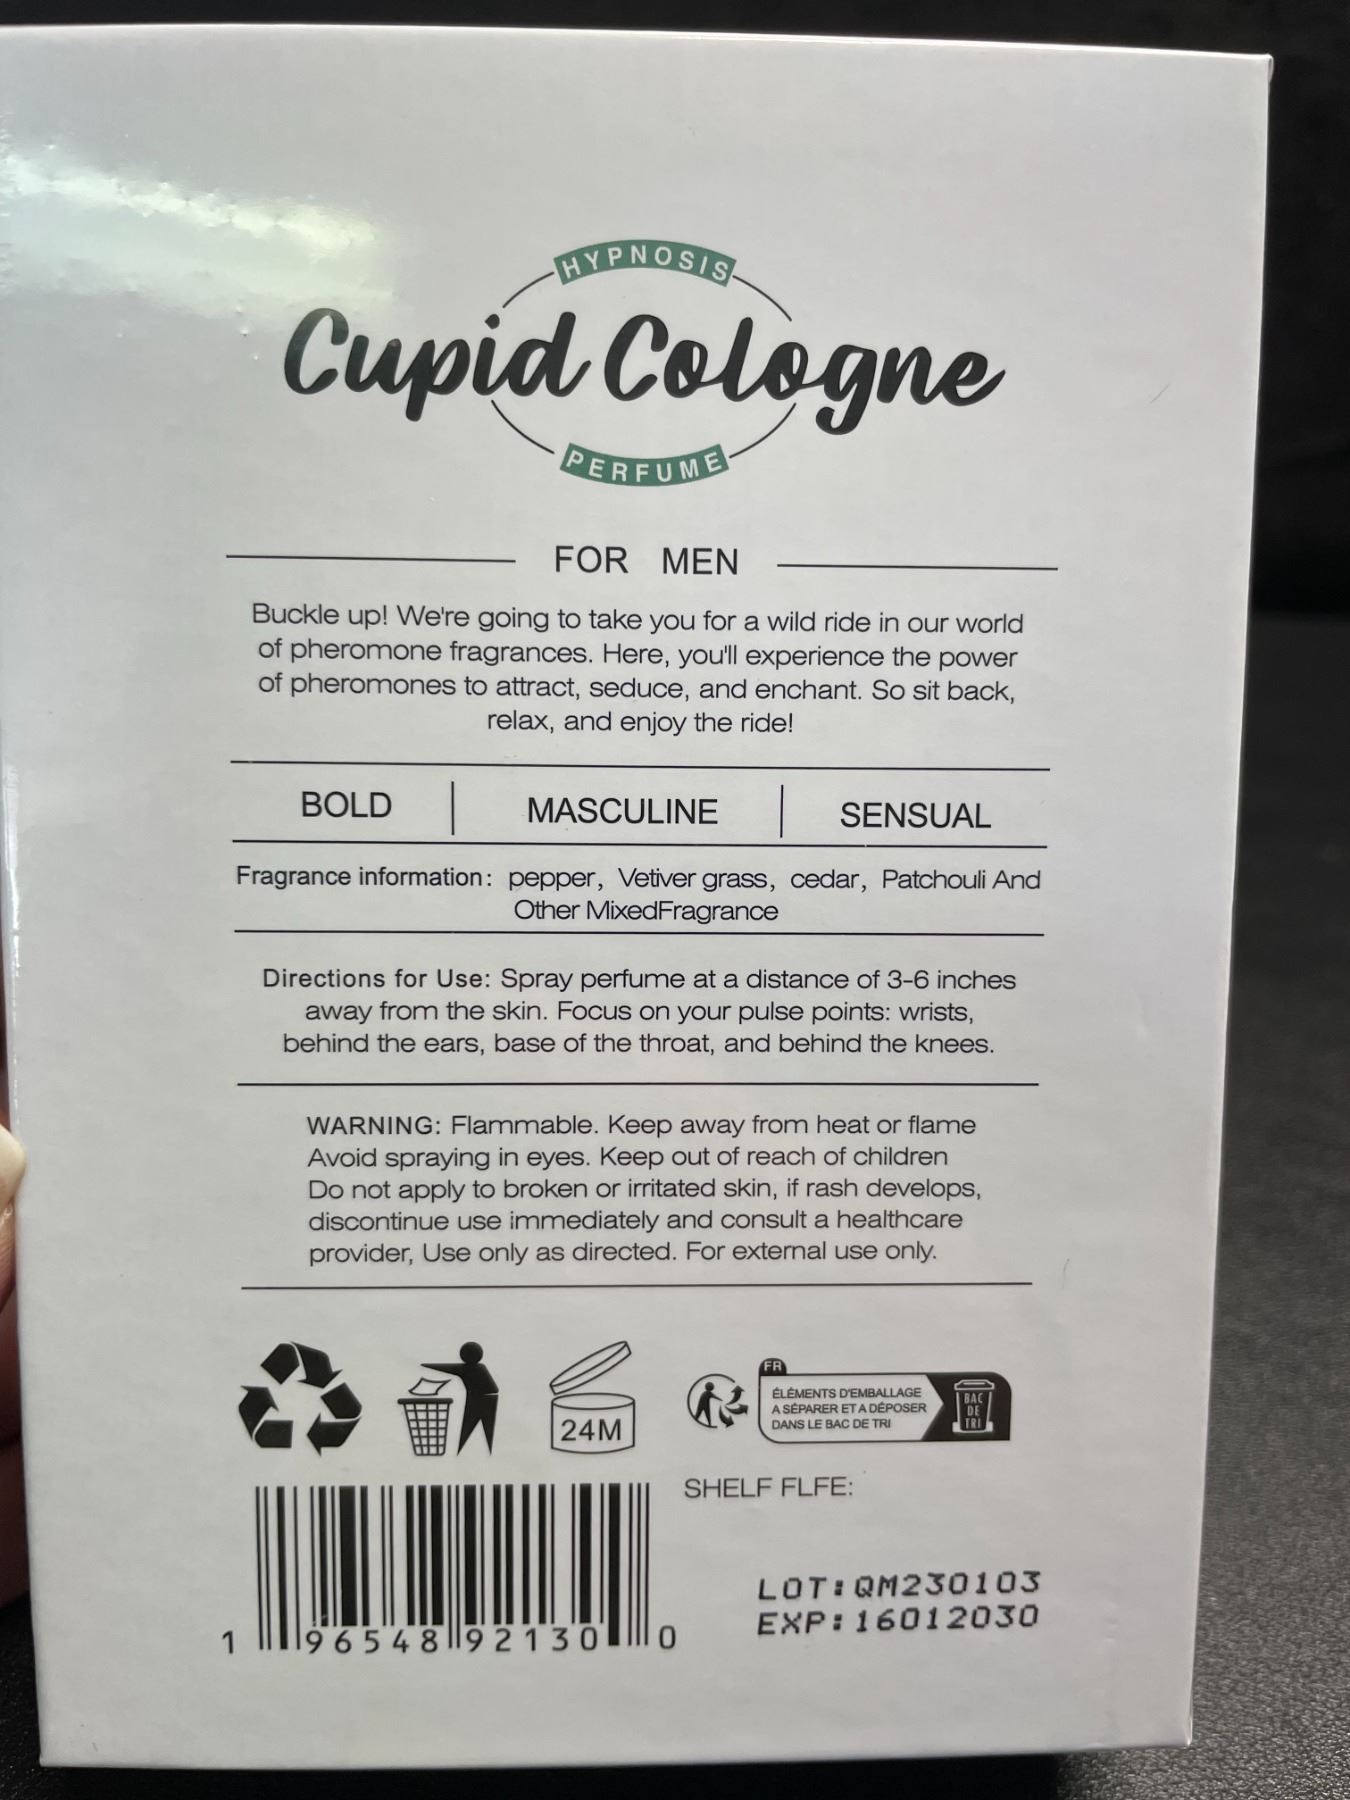 HYPNOSIS
Cupid Cologne
PERFUME
FOR MEN
Buckle up! We're going to take you for a wild ride in our world
of pheromone fragrances. Here, you'll experience the power
of pheromones to attract, seduce, and enchant. So sit back,
relax, and enjoy the ride!
BOLD | MASCULINE | SENSUAL
Fragrance information: pepper, Vetiver grass, cedar, Patchouli And
Other MixedFragrance
Directions for Use: Spray perfume at a distance of 3-6 inches
away from the skin. Focus on your pulse points: wrists,
behind the ears, base of the throat, and behind the knees.
WARNING: Flammable. Keep away from heat or flame
Avoid spraying in eyes. Keep out of reach of children
Do not apply to broken or irritated skin, if rash develops,
discontinue use immediately and consult a healthcare
provider, Use only as directed. For external use only.
24M
FR
ÉLÉMENTS D'EMBALLAGE
A SÉPARER ET A DÉPOSER
DANS LE BAC DE TRI
BAC
DE
TRI
SHELF FLFE:
LOT:QM230103
EXP:16012030
1 96548 92130 0